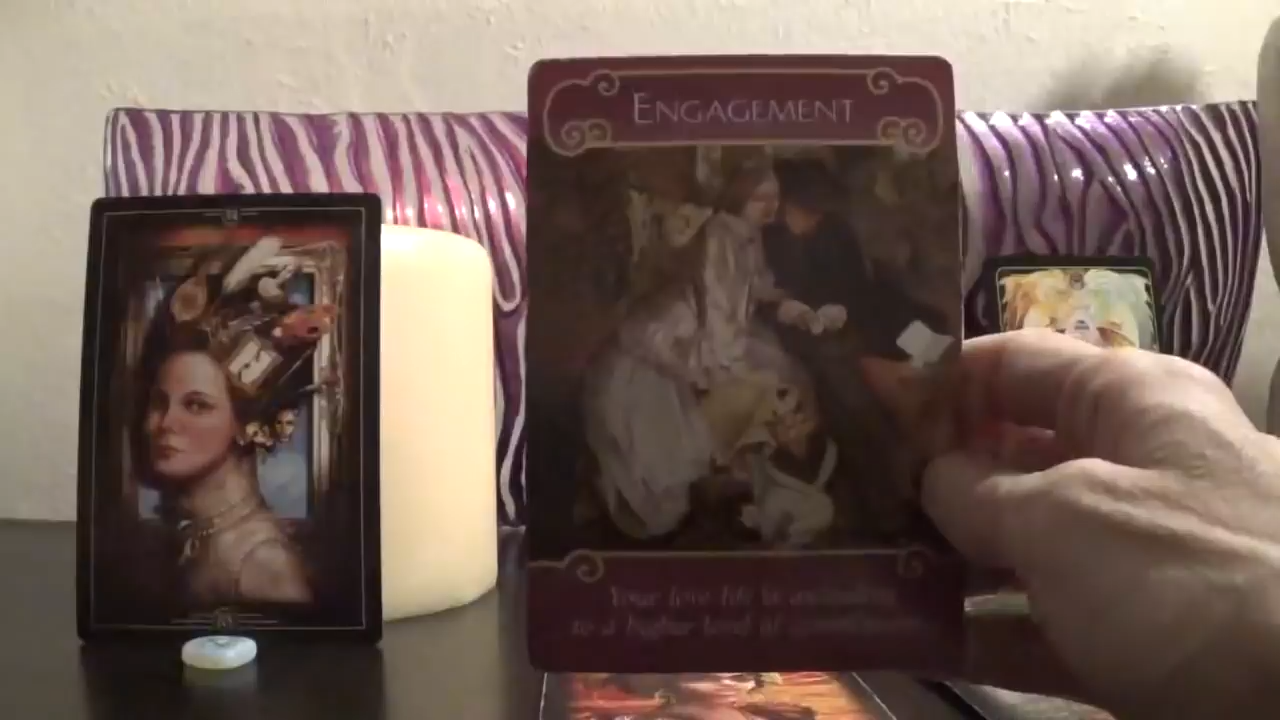 ENGAGEMENT
Your love life is ascending
to a higher level of commitment.